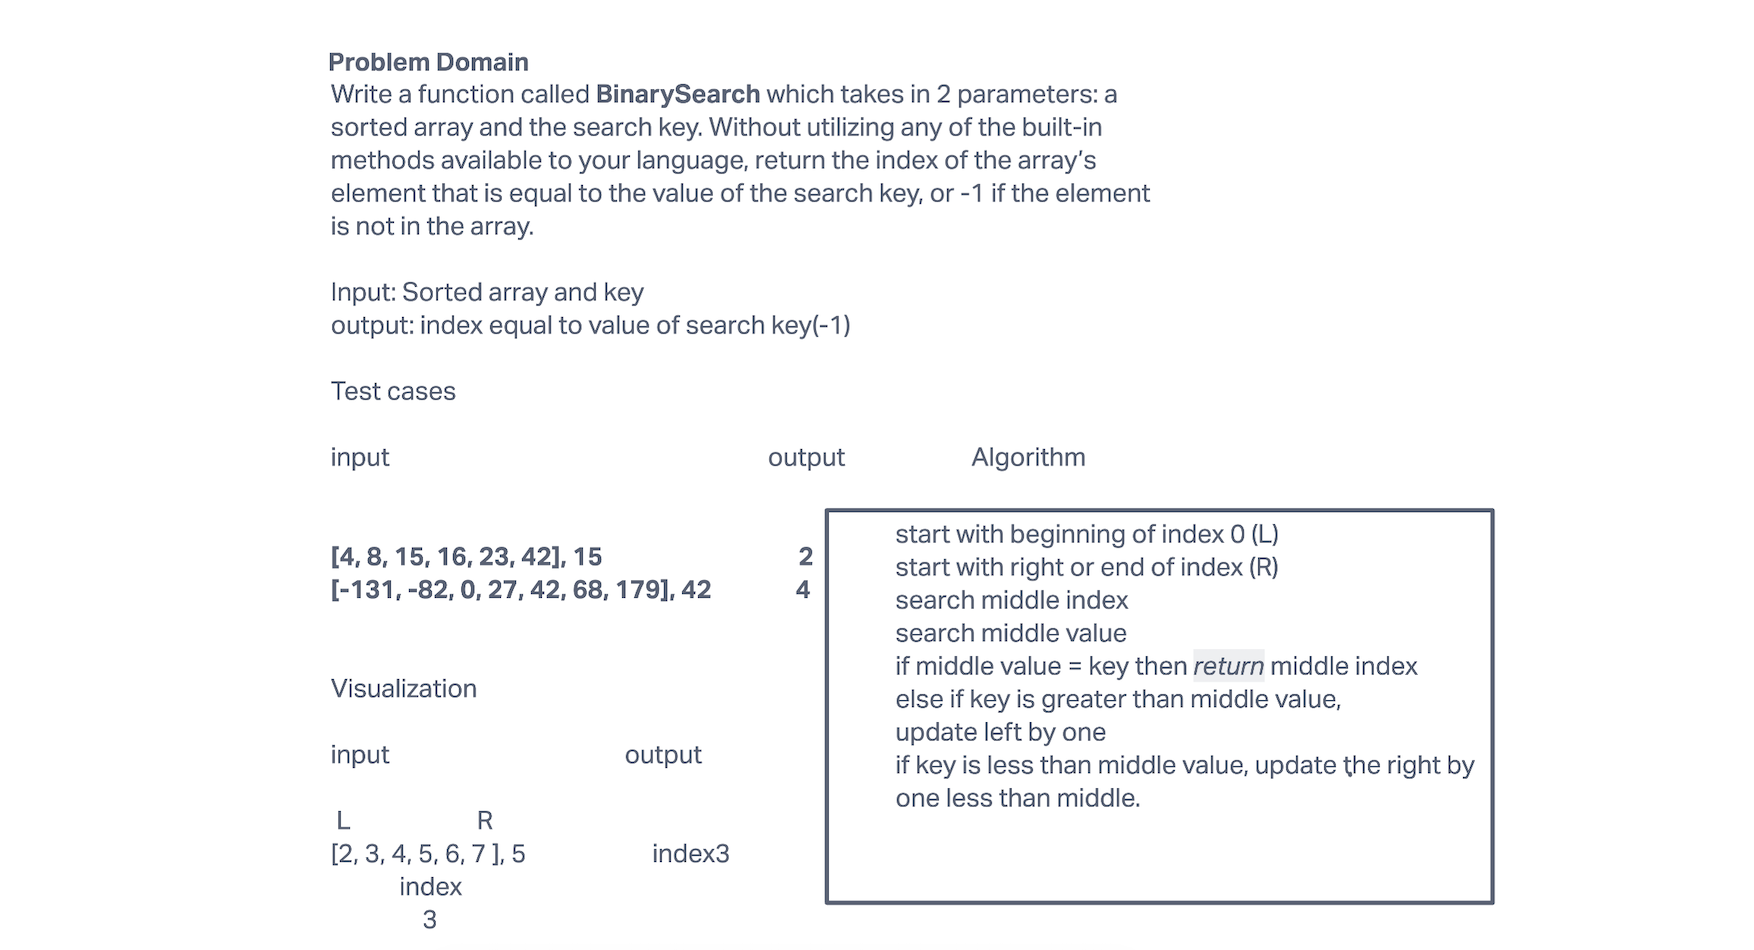 Problem Domain
Write a function called BinarySearch which takes in 2 parameters: a
sorted array and the search key. Without utilizing any of the built-in
methods available to your language, return the index of the array's
element that is equal to the value of the search key, or -1 if the element
is not in the array.
Input: Sorted array and key
output: index equal to value of search key(-1)
Test cases
input output Algorithm
[4, 8, 15, 16, 23, 42], 15 2
[-131, -82, 0, 27, 42, 68, 179], 42 4
start with beginning of index 0 (L)
start with right or end of index (R)
search middle index
search middle value
if middle value = key then return middle index
else if key is greater than middle value,
update left by one
if key is less than middle value, update the right by
one less than middle.
Visualization
input output
L R
[2, 3, 4, 5, 6, 7 ], 5 index3
index
3